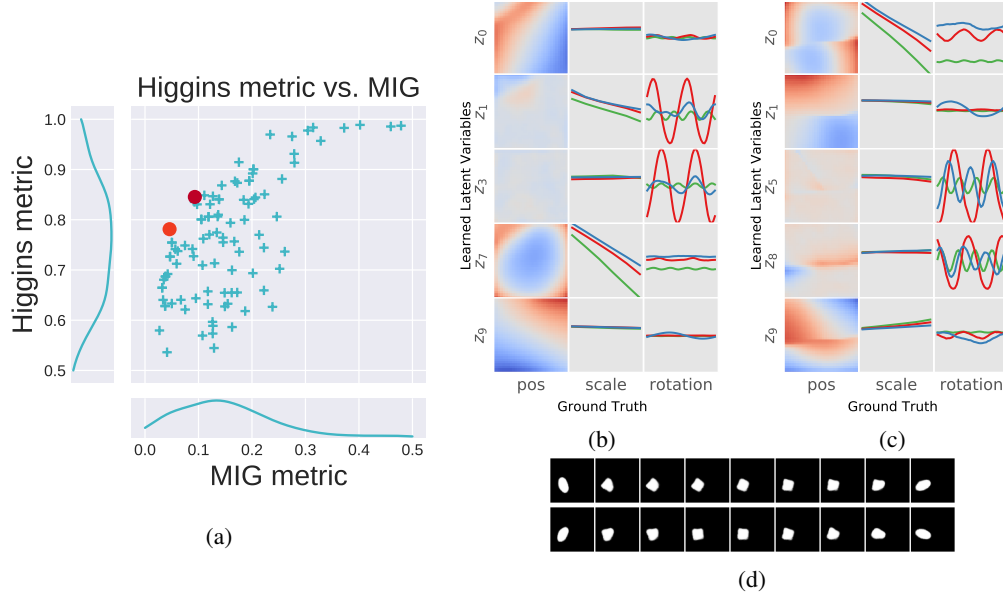 Higgins metric vs. MIG
Higgins metric
1.0
0.9
0.8
0.7
0.6
0.5
0.0
0.1
0.2
0.3
0.4
0.5
MIG metric
(a)
Learned Latent Variables
Z0
Z1
Z3
Z7
Z9
pos scale rotation
Ground Truth
(b)
Learned Latent Variables
Z0
Z1
Z5
Z8
Z9
pos scale rotation
Ground Truth
(c)
(d)